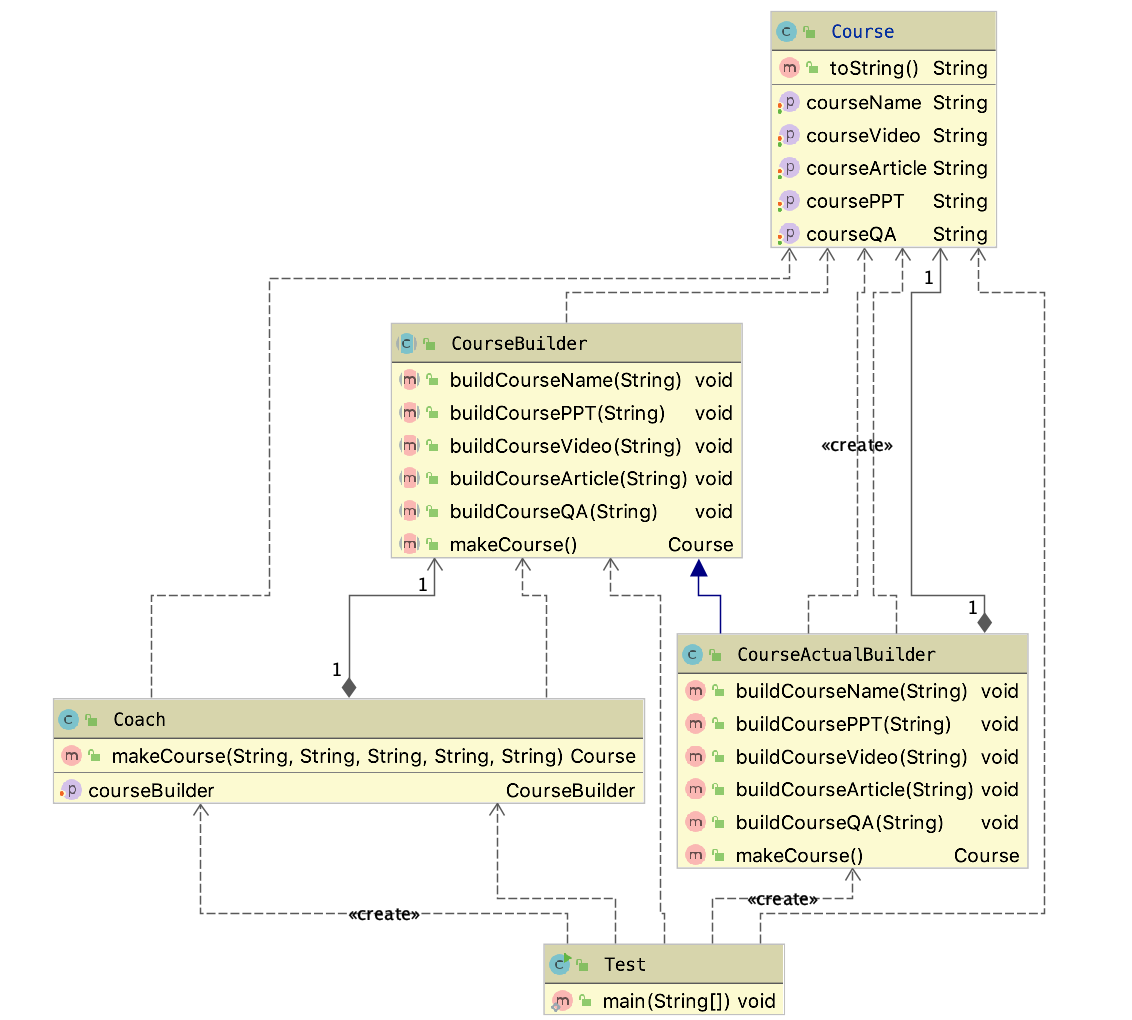 Course
toString() String
courseName String
courseVideo String
courseArticle String
coursePPT String
courseQA String
1
CourseBuilder
buildCourseName(String) void
buildCoursePPT(String) void
buildCourseVideo(String) void
buildCourseArticle(String) void
buildCourseQA(String) void
makeCourse() Course
«create»
1
1
1
CourseActualBuilder
buildCourseName(String) void
buildCoursePPT(String) void
buildCourseVideo(String) void
buildCourseArticle(String) void
buildCourseQA(String) void
makeCourse() Course
Coach
makeCourse(String, String, String, String, String) Course
courseBuilder CourseBuilder
«create»
«create»
Test
main(String[]) void